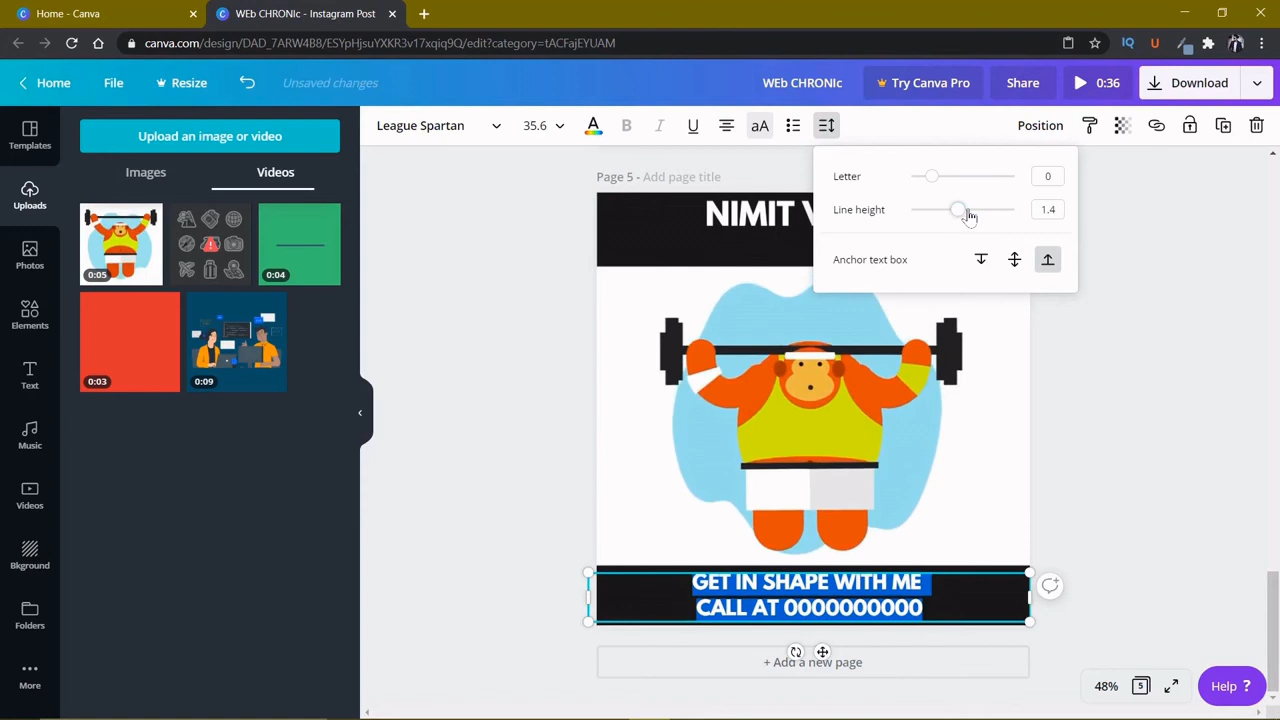 Home - Canva
WEb CHRONIc - Instagram Post
canva.com/design/DAD_7ARW4B8/ESYpHjsuYXKR3v17xqiq9Q/edit?category=tACFajEYUAM
Home
File
Resize
Unsaved changes
WEb CHRONIc
Try Canva Pro
Share
0:36
Download
Templates
Uploads
Photos
Elements
Text
Music
Videos
Bkground
Folders
More
Upload an image or video
Images
Videos
0:05
0:04
0:03
0:09
League Spartan
35.6
A
B
I
U
aA
Position
Letter
0
Line height
1.4
Anchor text box
Page 5 - Add page title
NIMIT V
GET IN SHAPE WITH ME
CALL AT 0000000000
+ Add a new page
48%
5
Help ?